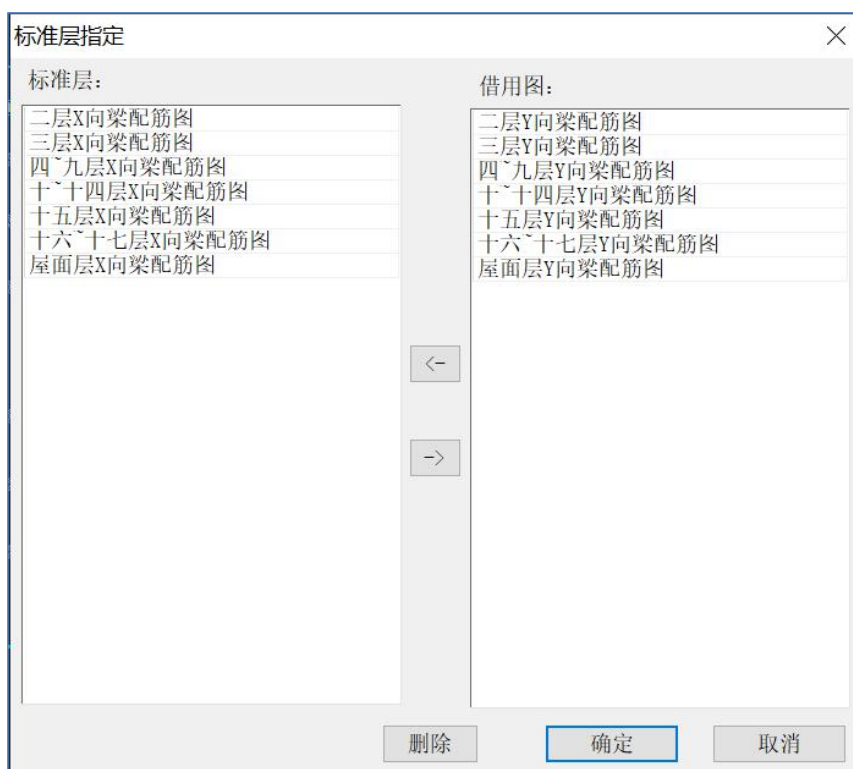 标准层指定
标准层:
二层X向梁配筋图
三层X向梁配筋图
四~九层X向梁配筋图
十~十四层X向梁配筋图
十五层X向梁配筋图
十六~十七层X向梁配筋图
屋面层X向梁配筋图
<-
->
借用图:
二层Y向梁配筋图
三层Y向梁配筋图
四~九层Y向梁配筋图
十~十四层Y向梁配筋图
十五层Y向梁配筋图
十六~十七层Y向梁配筋图
屋面层Y向梁配筋图
删除
确定
取消